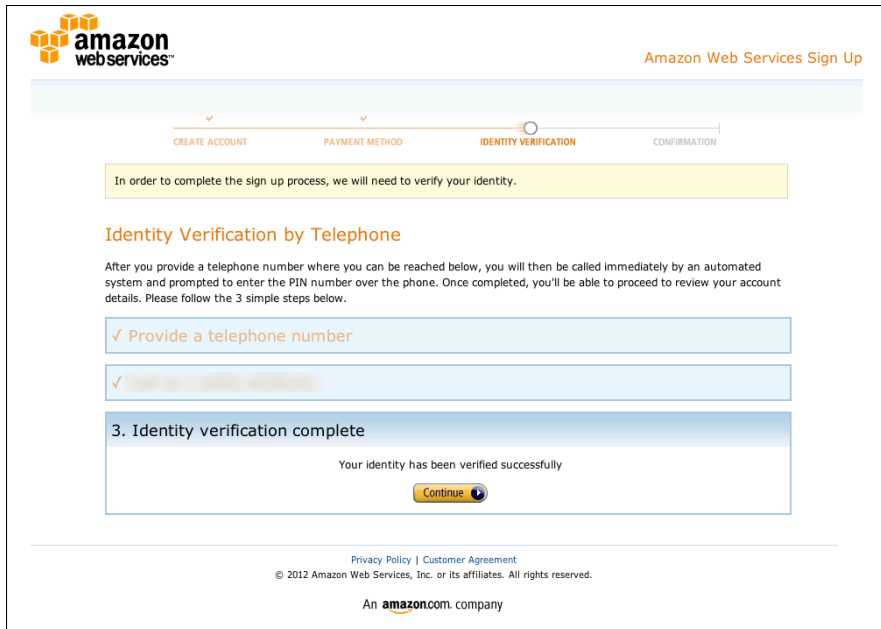 amazon
webservices™
Amazon Web Services Sign Up
CREATE ACCOUNT
PAYMENT METHOD
IDENTITY VERIFICATION
CONFIRMATION
In order to complete the sign up process, we will need to verify your identity.
Identity Verification by Telephone
After you provide a telephone number where you can be reached below, you will then be called immediately by an automated
system and prompted to enter the PIN number over the phone. Once completed, you'll be able to proceed to review your account
details. Please follow the 3 simple steps below.
✓ Provide a telephone number
✓
3. Identity verification complete
Your identity has been verified successfully
Continue
Privacy Policy | Customer Agreement
© 2012 Amazon Web Services, Inc. or its affiliates. All rights reserved.
An amazon.com. company